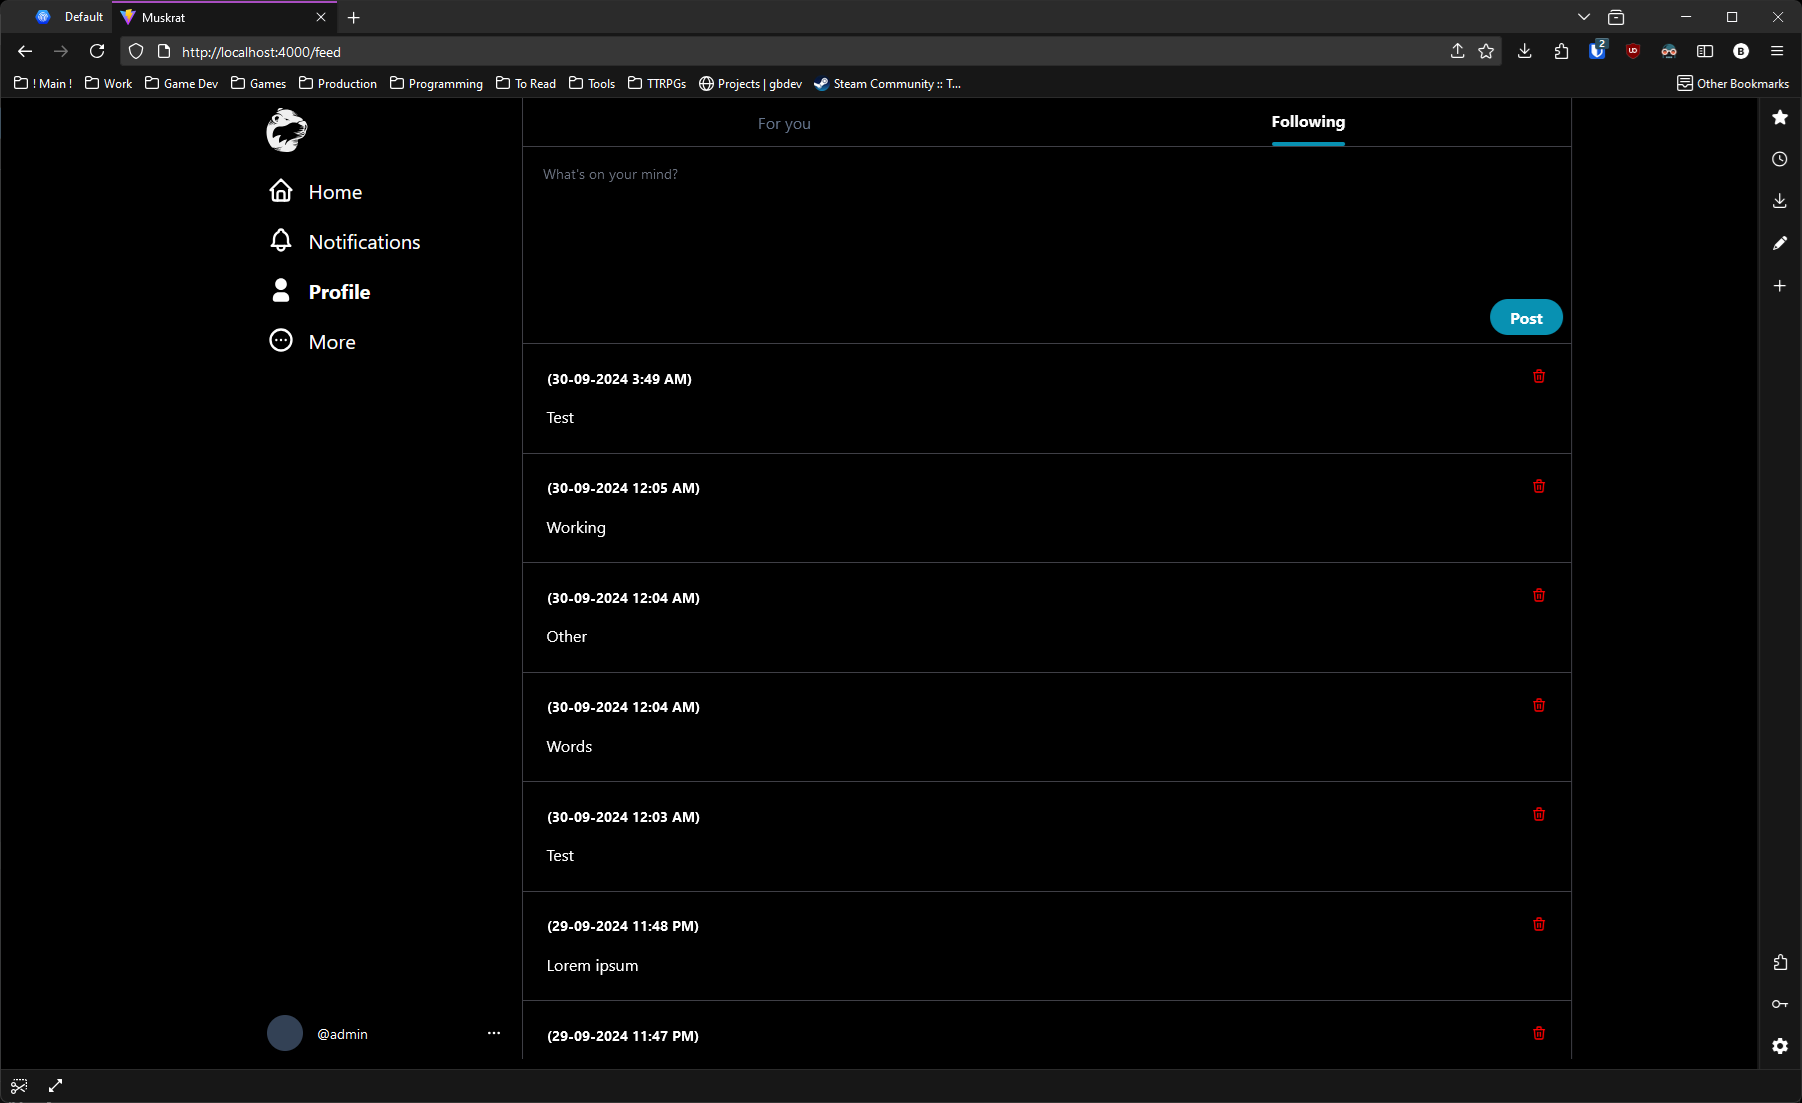 Default
Muskrat
http://localhost:4000/feed
2
UD
B
! Main !
Work
Game Dev
Games
Production
Programming
To Read
Tools
TTRPGs
Projects | gbdev
Steam Community :: T...
Other Bookmarks
Home
Notifications
Profile
More
@admin
For you
Following
What's on your mind?
Post
(30-09-2024 3:49 AM)
Test
(30-09-2024 12:05 AM)
Working
(30-09-2024 12:04 AM)
Other
(30-09-2024 12:04 AM)
Words
(30-09-2024 12:03 AM)
Test
(29-09-2024 11:48 PM)
Lorem ipsum
(29-09-2024 11:47 PM)